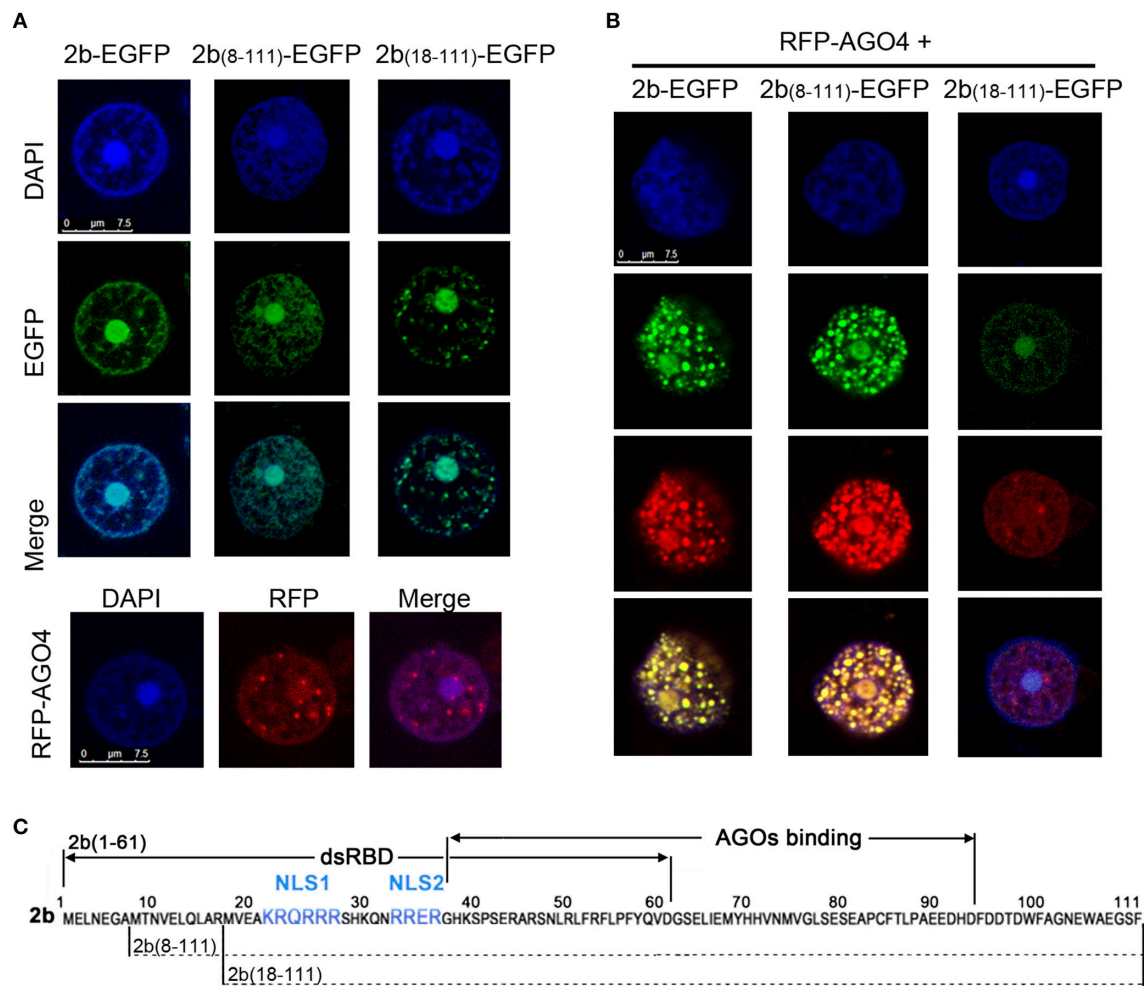 A
2b-EGFP 2b(8-111)-EGFP 2b(18-111)-EGFP
DAPI
0 µm 7.5
EGFP
Merge
DAPI RFP Merge
RFP-AGO4
0 µm 7.5
B
RFP-AGO4 +
2b-EGFP 2b(8-111)-EGFP 2b(18-111)-EGFP
0 µm 7.5
C
2b(1-61)
AGOs binding
dsRBD
NLS1 NLS2
1 10 20 30 40 50 60 70 80 90 100 111
2b MELNEGAMTNVELQLARMVEAKRQRRRSHKQNRRERGHKSPSERARSNLRLFRFLPFYQVDGSELIEMYHHVNMVGLSESEAPCFTLPAEEDHDFDDTDWFAGNEWAEGSF
2b(8-111)
2b(18-111)